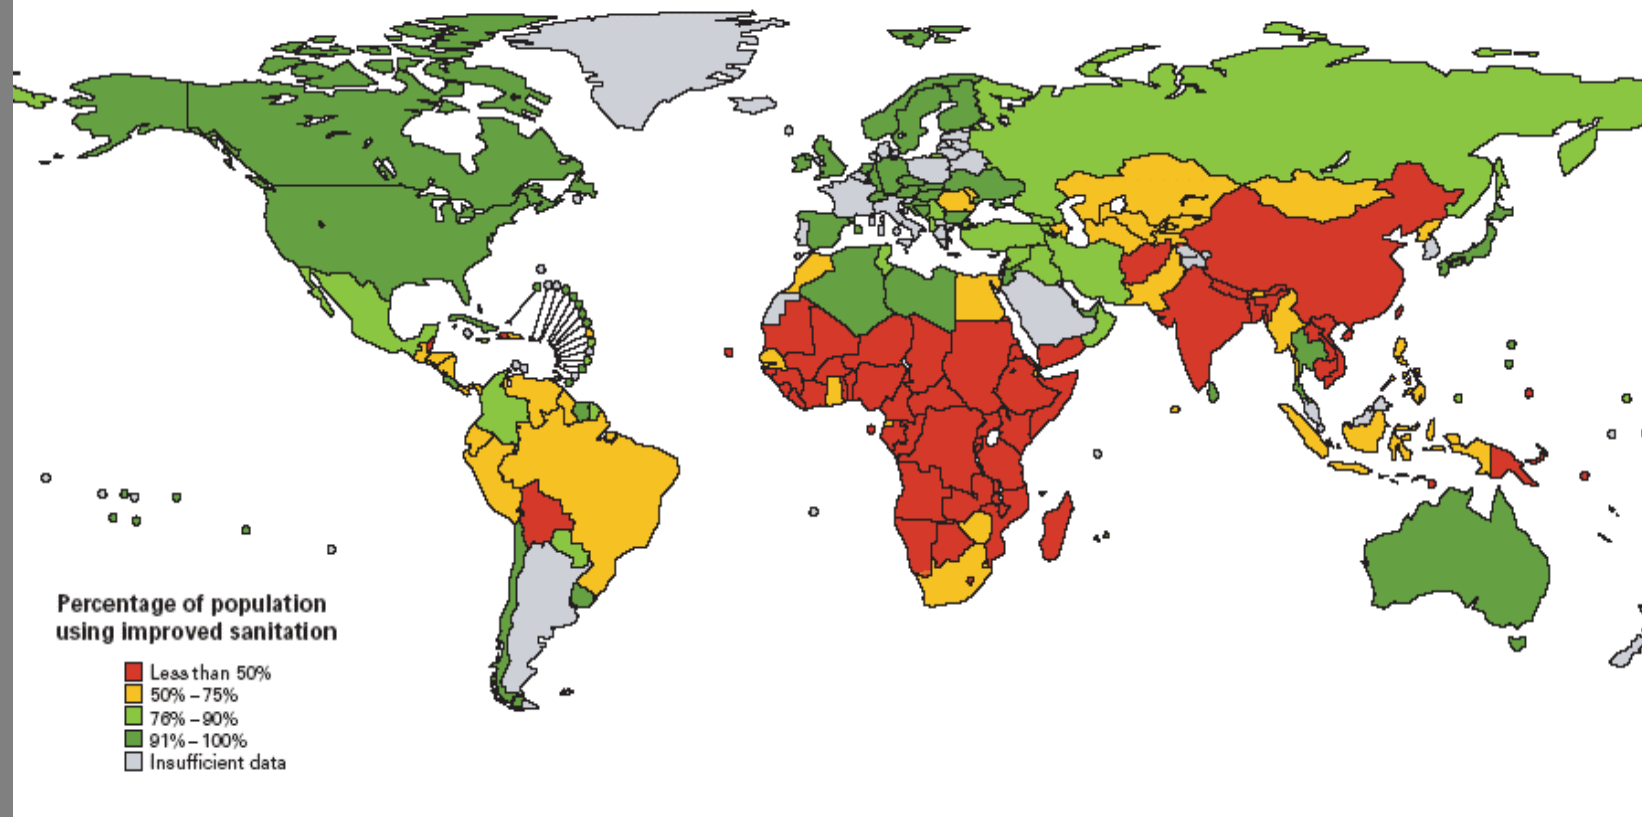 Percentage of population
using improved sanitation
Less than 50%
50% – 75%
76% – 90%
91% – 100%
Insufficient data